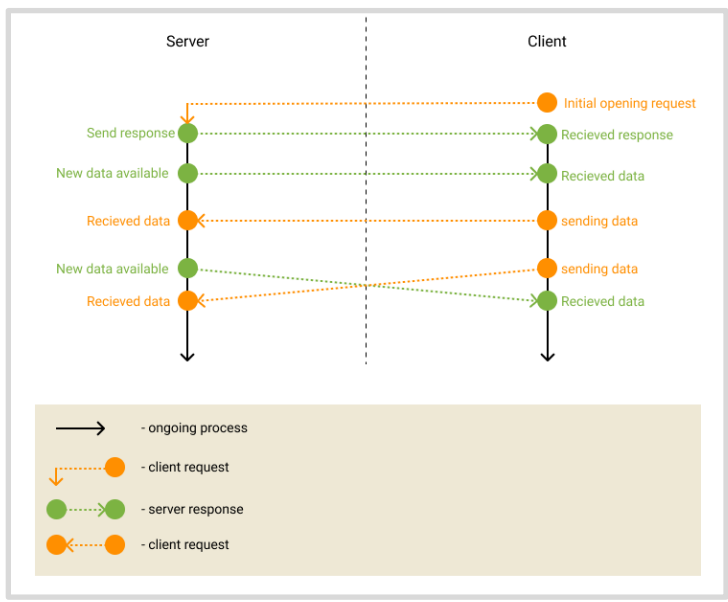 Server
Client
Initial opening request
Send response
Recieved response
New data available
Recieved data
Recieved data
sending data
New data available
sending data
Recieved data
Recieved data
- ongoing process
- client request
- server response
- client request